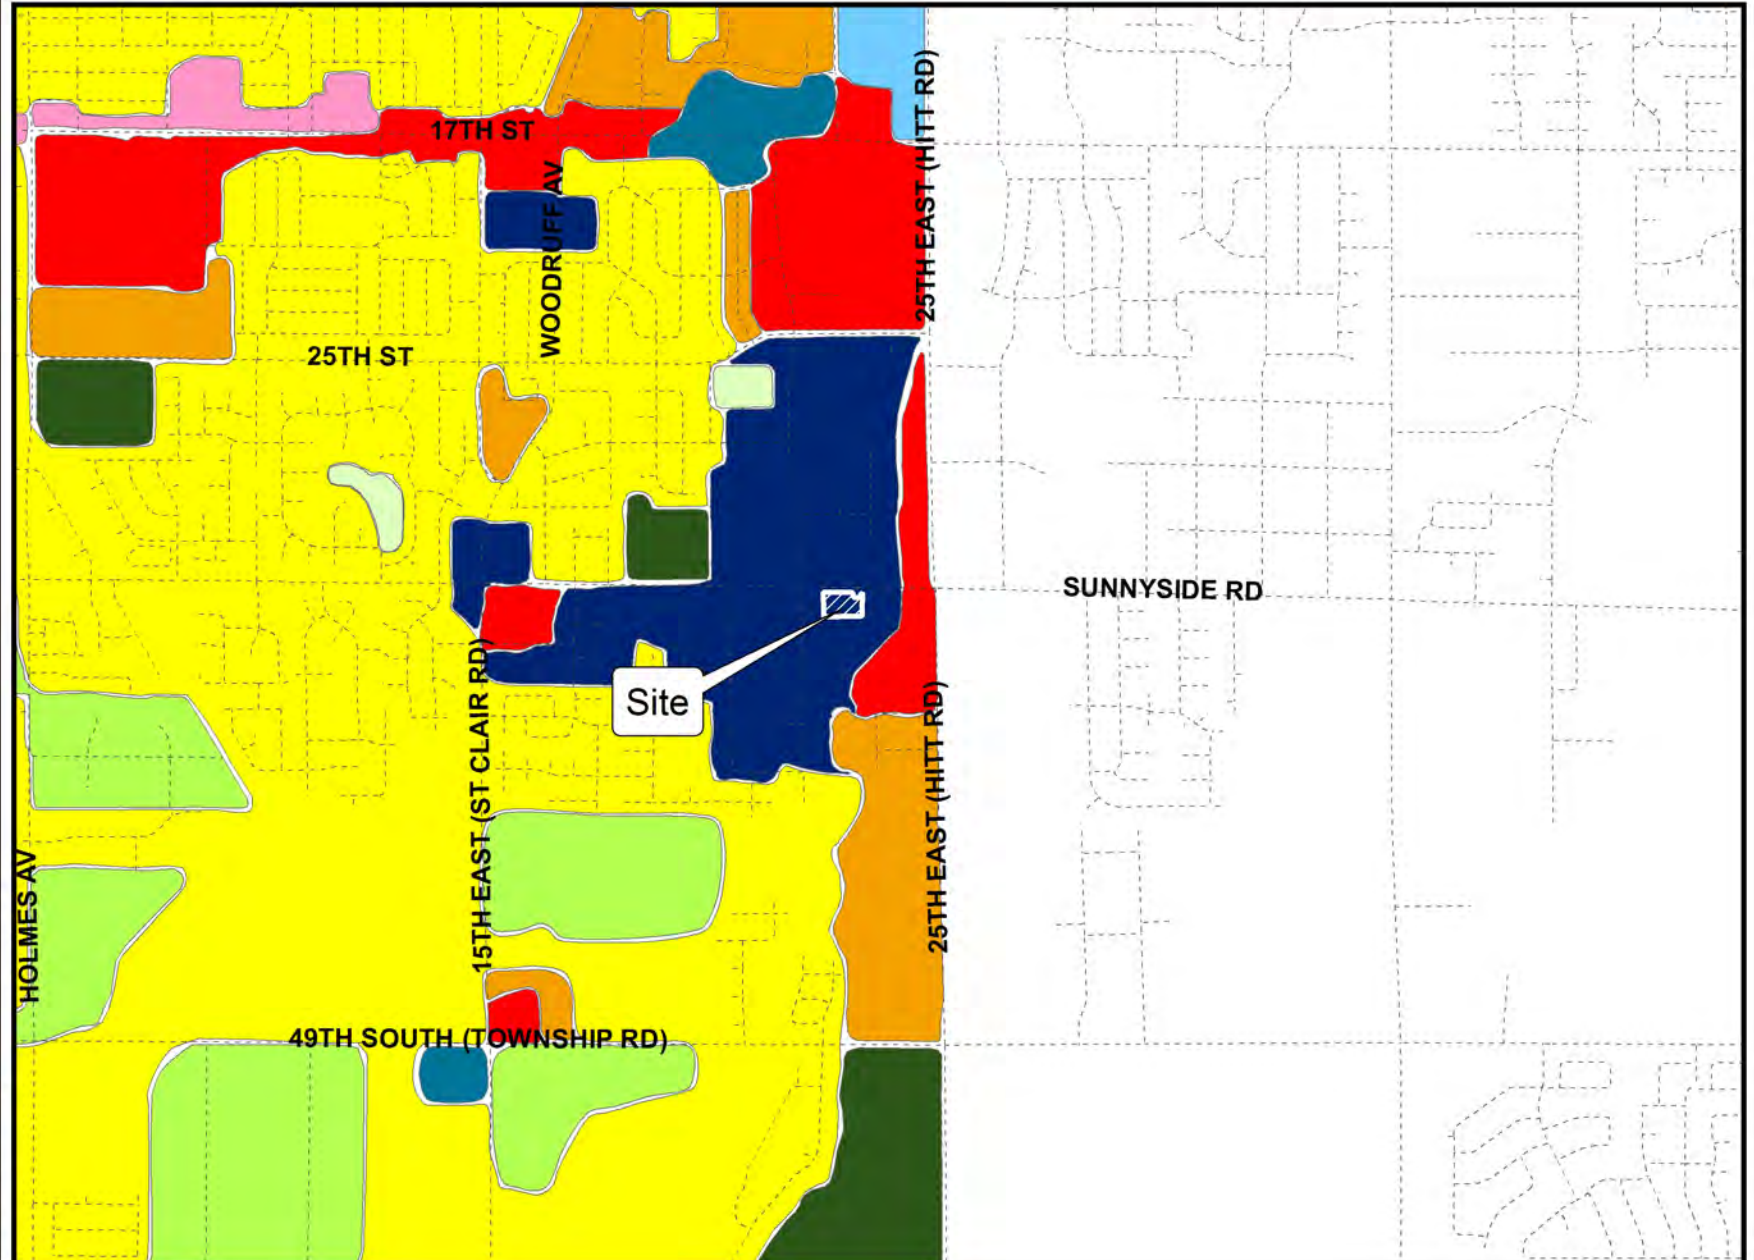 17TH ST
25TH EAST (HITT RD)
WOODRUFF AV
25TH ST
SUNNYSIDE RD
Site
15TH EAST (ST CLAIR RD)
25TH EAST (HITT RD)
HOLMES AV
49TH SOUTH (TOWNSHIP RD)